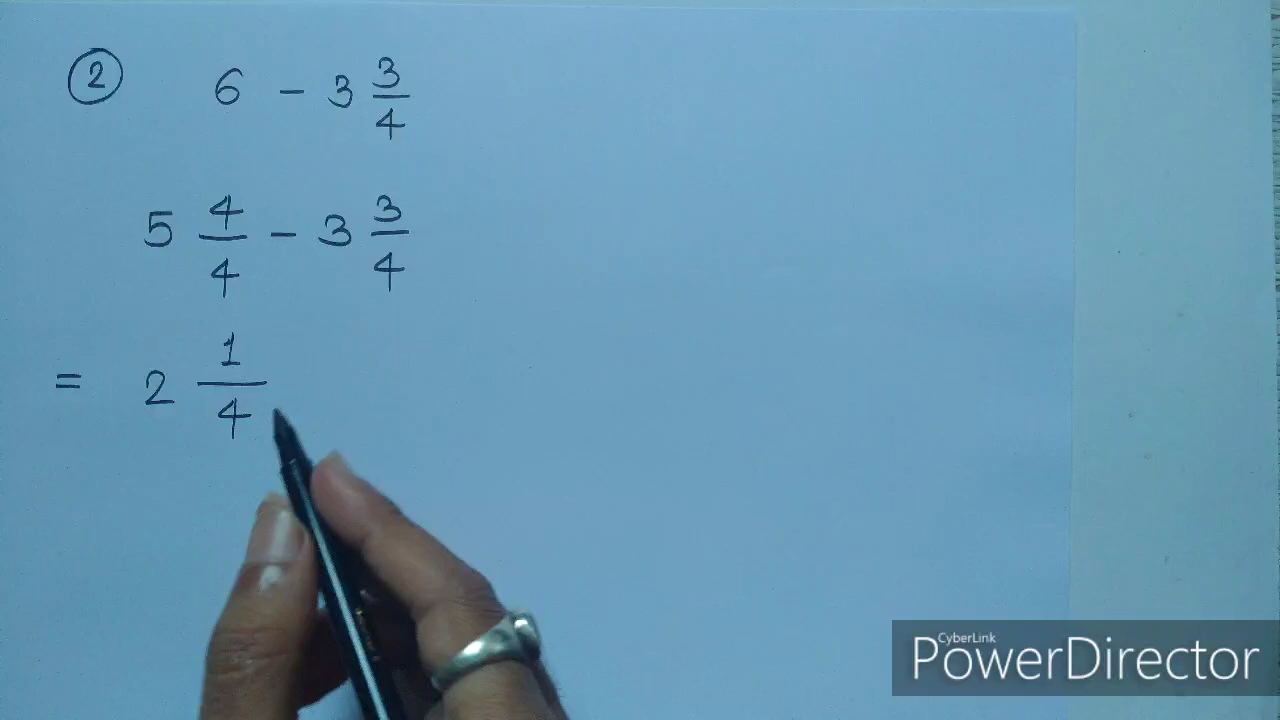 ② 6 - 3 3/4
5 4/4 - 3 3/4
= 2 1/4
CyberLink
PowerDirector